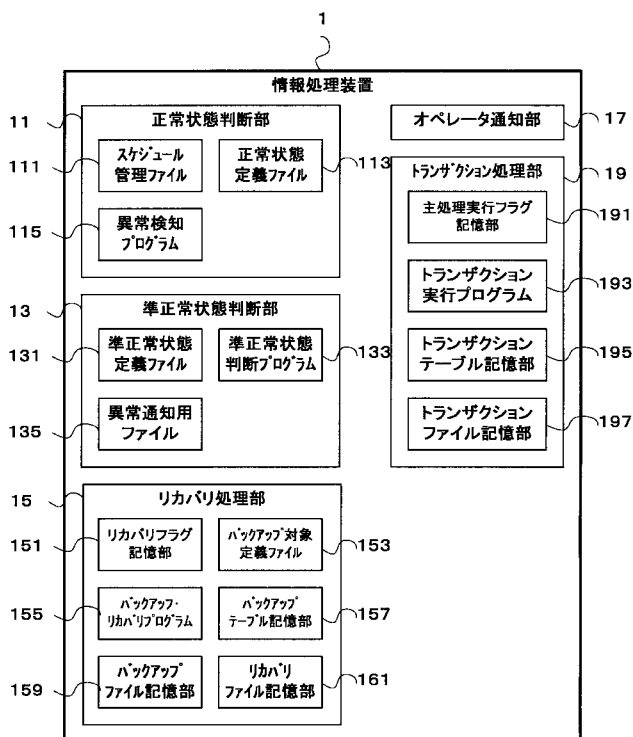 1
情報処理装置
11
正常状態判断部
111
スケジュール
管理ファイル
正常状態
定義ファイル
113
115
異常検知
プログラム
13
準正常状態判断部
131
準正常状態
定義ファイル
準正常状態
判断プログラム
133
135
異常通知用
ファイル
15
リカバリ処理部
151
リカバリフラグ
記憶部
バックアップ対象
定義ファイル
153
155
バックアップ・
リカバリプログラム
バックアップ
テーブル記憶部
157
159
バックアップ
ファイル記憶部
リカバリ
ファイル記憶部
161
オペレータ通知部
17
トランザクション処理部
19
主処理実行フラグ
記憶部
191
トランザクション
実行プログラム
193
トランザクション
テーブル記憶部
195
トランザクション
ファイル記憶部
197